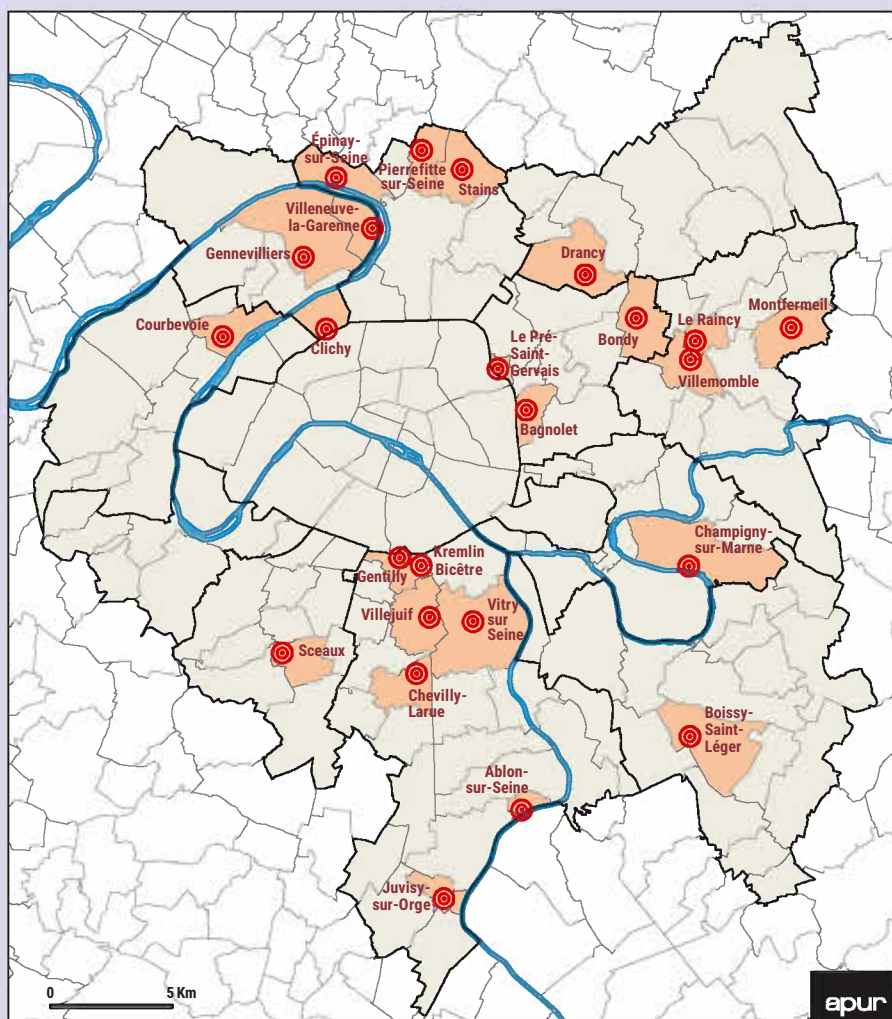 Épinay-
sur-Seine
Pierrefitte
sur-Seine
Stains
Villeneuve-
la-Garenne
Gennevilliers
Drancy
Courbevoie
Clichy
Le Pré-
Saint-
Gervais
Bondy
Le Raincy
Montfermeil
Villemomble
Bagnolet
Champigny-
sur-Marne
Kremlin
Bicêtre
Gentilly
Villejuif
Vitry
sur
Seine
Sceaux
Chevilly-
Larue
Boissy-
Saint-
Léger
Ablon-
sur-Seine
Juvisy-
sur-Orge
0 5 Km
apur